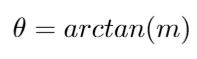 θ = arctan(m)